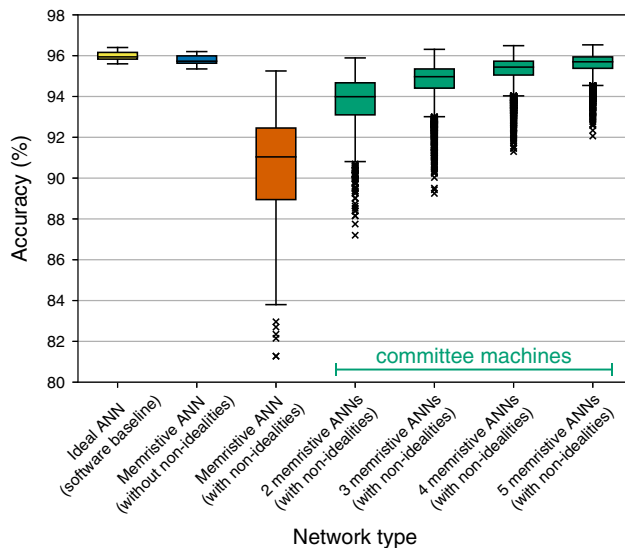 Accuracy (%)
98
96
94
92
90
88
86
84
82
80
committee machines
Ideal ANN
(software baseline)
Memristive ANN
(without non-idealities)
Memristive ANN
(with non-idealities)
2 memristive ANNs
(with non-idealities)
3 memristive ANNs
(with non-idealities)
4 memristive ANNs
(with non-idealities)
5 memristive ANNs
(with non-idealities)
Network type